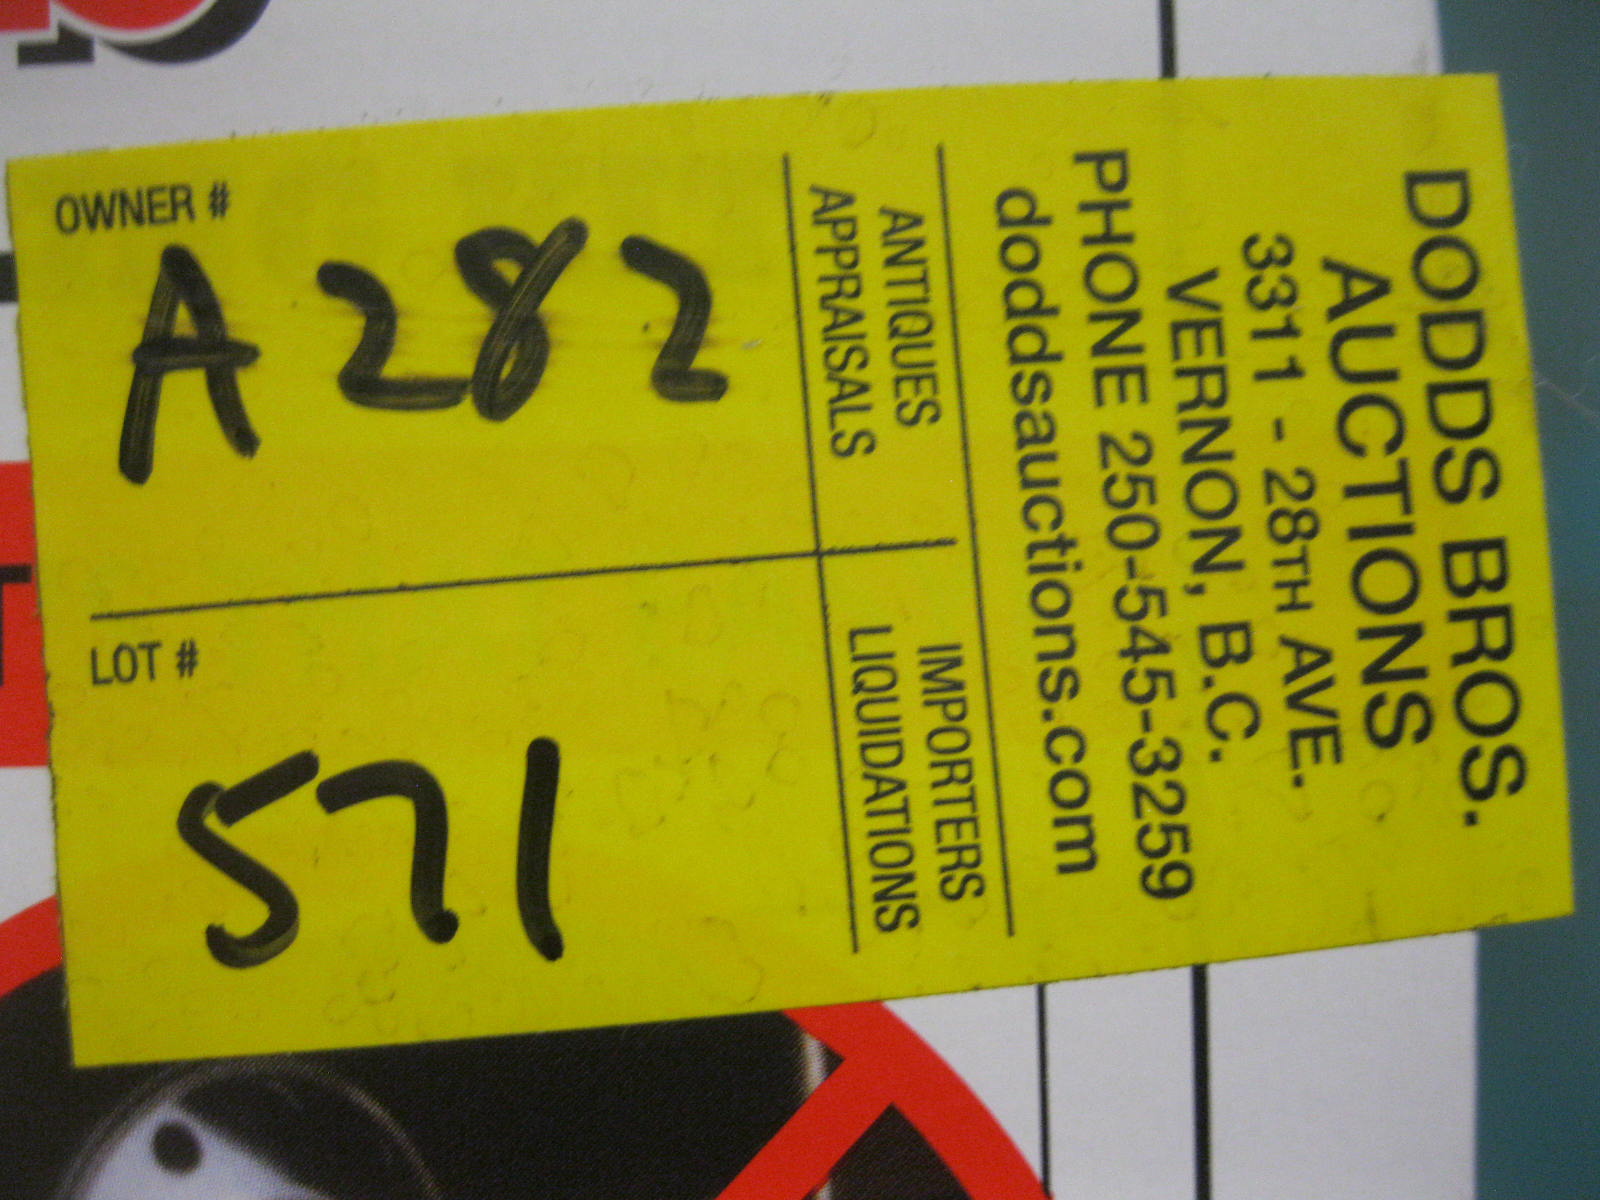 DODDS BROS.
AUCTIONS
3311 - 28TH AVE.
VERNON, B.C.
PHONE 250-545-3259
doddsauctions.com
ANTIQUES
APPRAISALS
IMPORTERS
LIQUIDATIONS
OWNER #
A282
LOT #
571